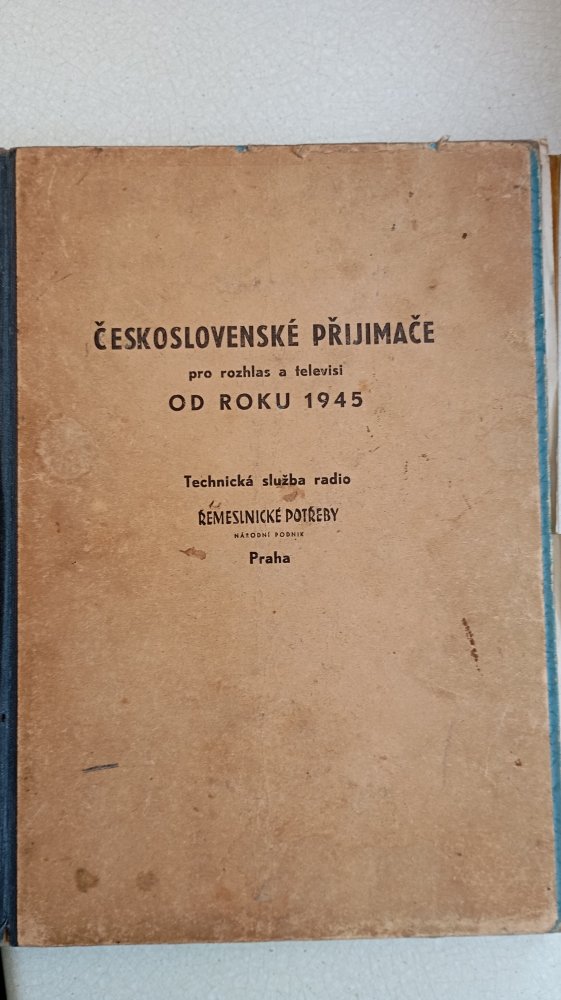 ČESKOSLOVENSKÉ PŘIJIMAČE
pro rozhlas a televisi
OD ROKU 1945
Technická služba radio
ŘEMESLNICKÉ POTŘEBY
NÁRODNÍ PODNIK
Praha